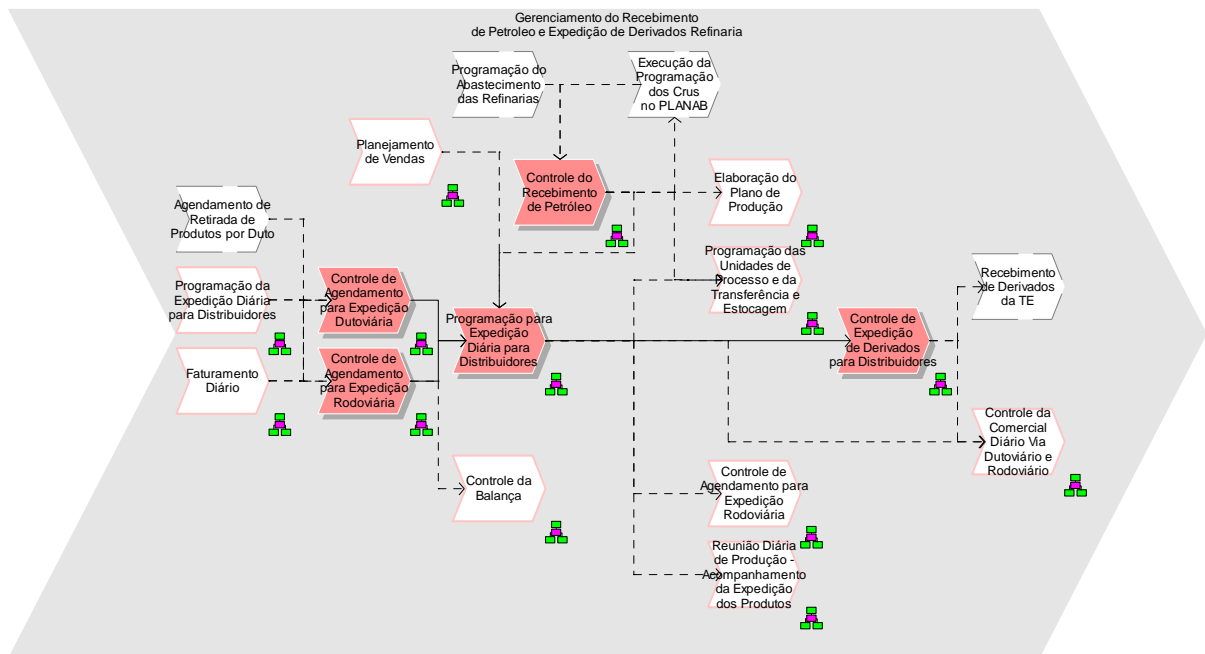 Gerenciamento do Recebimento
de Petroleo e Expedição de Derivados Refinaria
Programação do
Abastecimento
das Refinarias
Execução da
Programação
dos Crus
no PLANAB
Planejamento
de Vendas
Controle do
Recebimento
de Petróleo
Elaboração do
Plano de
Produção
Agendamento de
Retirada de
Produtos por Duto
Programação das
Unidades de
Processo e da
Transferência e
Estocagem
Recebimento
de Derivados
da TE
Programação da
Expedição Diária
para Distribuidores
Controle de
Agendamento
para Expedição
Dutoviária
Programação para
Expedição
Diária para
Distribuidores
Controle de
Expedição
de Derivados
para Distribuidores
Faturamento
Diário
Controle de
Agendamento
para Expedição
Rodoviária
Controle da
Comercial
Diário Via
Dutoviário e
Rodoviário
Controle da
Balança
Controle de
Agendamento para
Expedição
Rodoviária
Reunião Diária
de Produção -
Acompanhamento
da Expedição
dos Produtos